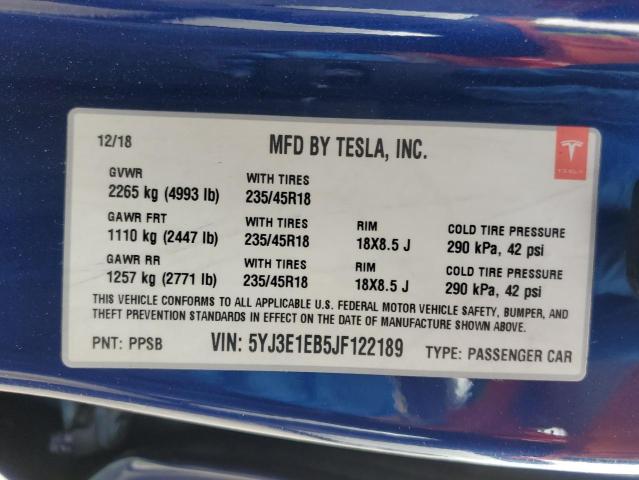 12/18 MFD BY TESLA, INC.
TESLA
GVWR WITH TIRES
2265 kg (4993 lb) 235/45R18
GAWR FRT WITH TIRES RIM COLD TIRE PRESSURE
1110 kg (2447 lb) 235/45R18 18X8.5 J 290 kPa, 42 psi
GAWR RR WITH TIRES RIM COLD TIRE PRESSURE
1257 kg (2771 lb) 235/45R18 18X8.5 J 290 kPa, 42 psi
THIS VEHICLE CONFORMS TO ALL APPLICABLE U.S. FEDERAL MOTOR VEHICLE SAFETY, BUMPER, AND
THEFT PREVENTION STANDARDS IN EFFECT ON THE DATE OF MANUFACTURE SHOWN ABOVE.
PNT: PPSB VIN: 5YJ3E1EB5JF122189 TYPE: PASSENGER CAR